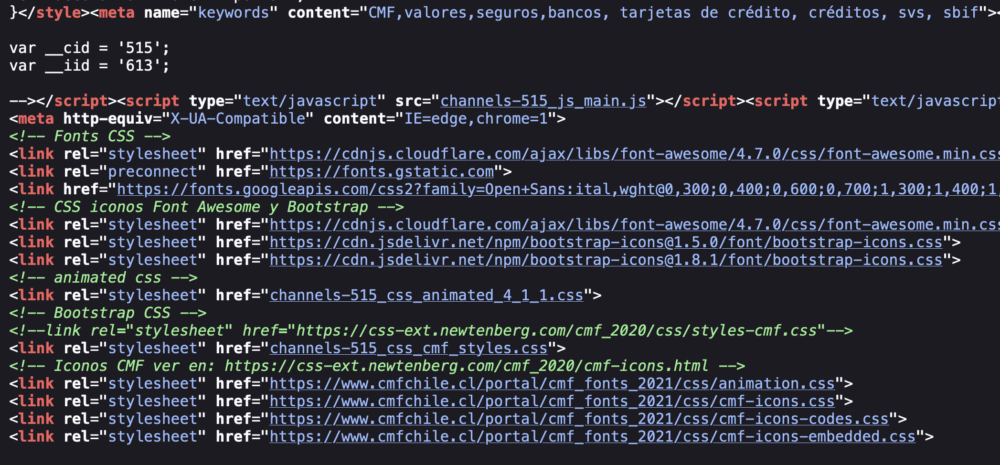 }</style><meta name="keywords" content="CMF,valores,seguros,bancos, tarjetas de crédito, créditos, svs, sbif"><
var __cid = '515';
var __iid = '613';
--></script><script type="text/javascript" src="channels-515_js_main.js"></script><script type="text/javascript
<meta http-equiv="X-UA-Compatible" content="IE=edge,chrome=1">
<!-- Fonts CSS -->
<link rel="stylesheet" href="https://cdnjs.cloudflare.com/ajax/libs/font-awesome/4.7.0/css/font-awesome.min.css
<link rel="preconnect" href="https://fonts.gstatic.com">
<link href="https://fonts.googleapis.com/css2?family=Open+Sans:ital,wght@0,300;0,400;0,600;0,700;1,300;1,400;1,
<!-- CSS iconos Font Awesome y Bootstrap -->
<link rel="stylesheet" href="https://cdnjs.cloudflare.com/ajax/libs/font-awesome/4.7.0/css/font-awesome.min.css
<link rel="stylesheet" href="https://cdn.jsdelivr.net/npm/bootstrap-icons@1.5.0/font/bootstrap-icons.css">
<link rel="stylesheet" href="https://cdn.jsdelivr.net/npm/bootstrap-icons@1.8.1/font/bootstrap-icons.css">
<!-- animated css -->
<link rel="stylesheet" href="channels-515_css_animated_4_1_1.css">
<!-- Bootstrap CSS -->
<!--link rel="stylesheet" href="https://css-ext.newtenberg.com/cmf_2020/css/styles-cmf.css"-->
<link rel="stylesheet" href="channels-515_css_cmf_styles.css">
<!-- Iconos CMF ver en: https://css-ext.newtenberg.com/cmf_2020/cmf-icons.html -->
<link rel="stylesheet" href="https://www.cmfchile.cl/portal/cmf_fonts_2021/css/animation.css">
<link rel="stylesheet" href="https://www.cmfchile.cl/portal/cmf_fonts_2021/css/cmf-icons.css">
<link rel="stylesheet" href="https://www.cmfchile.cl/portal/cmf_fonts_2021/css/cmf-icons-codes.css">
<link rel="stylesheet" href="https://www.cmfchile.cl/portal/cmf_fonts_2021/css/cmf-icons-embedded.css">